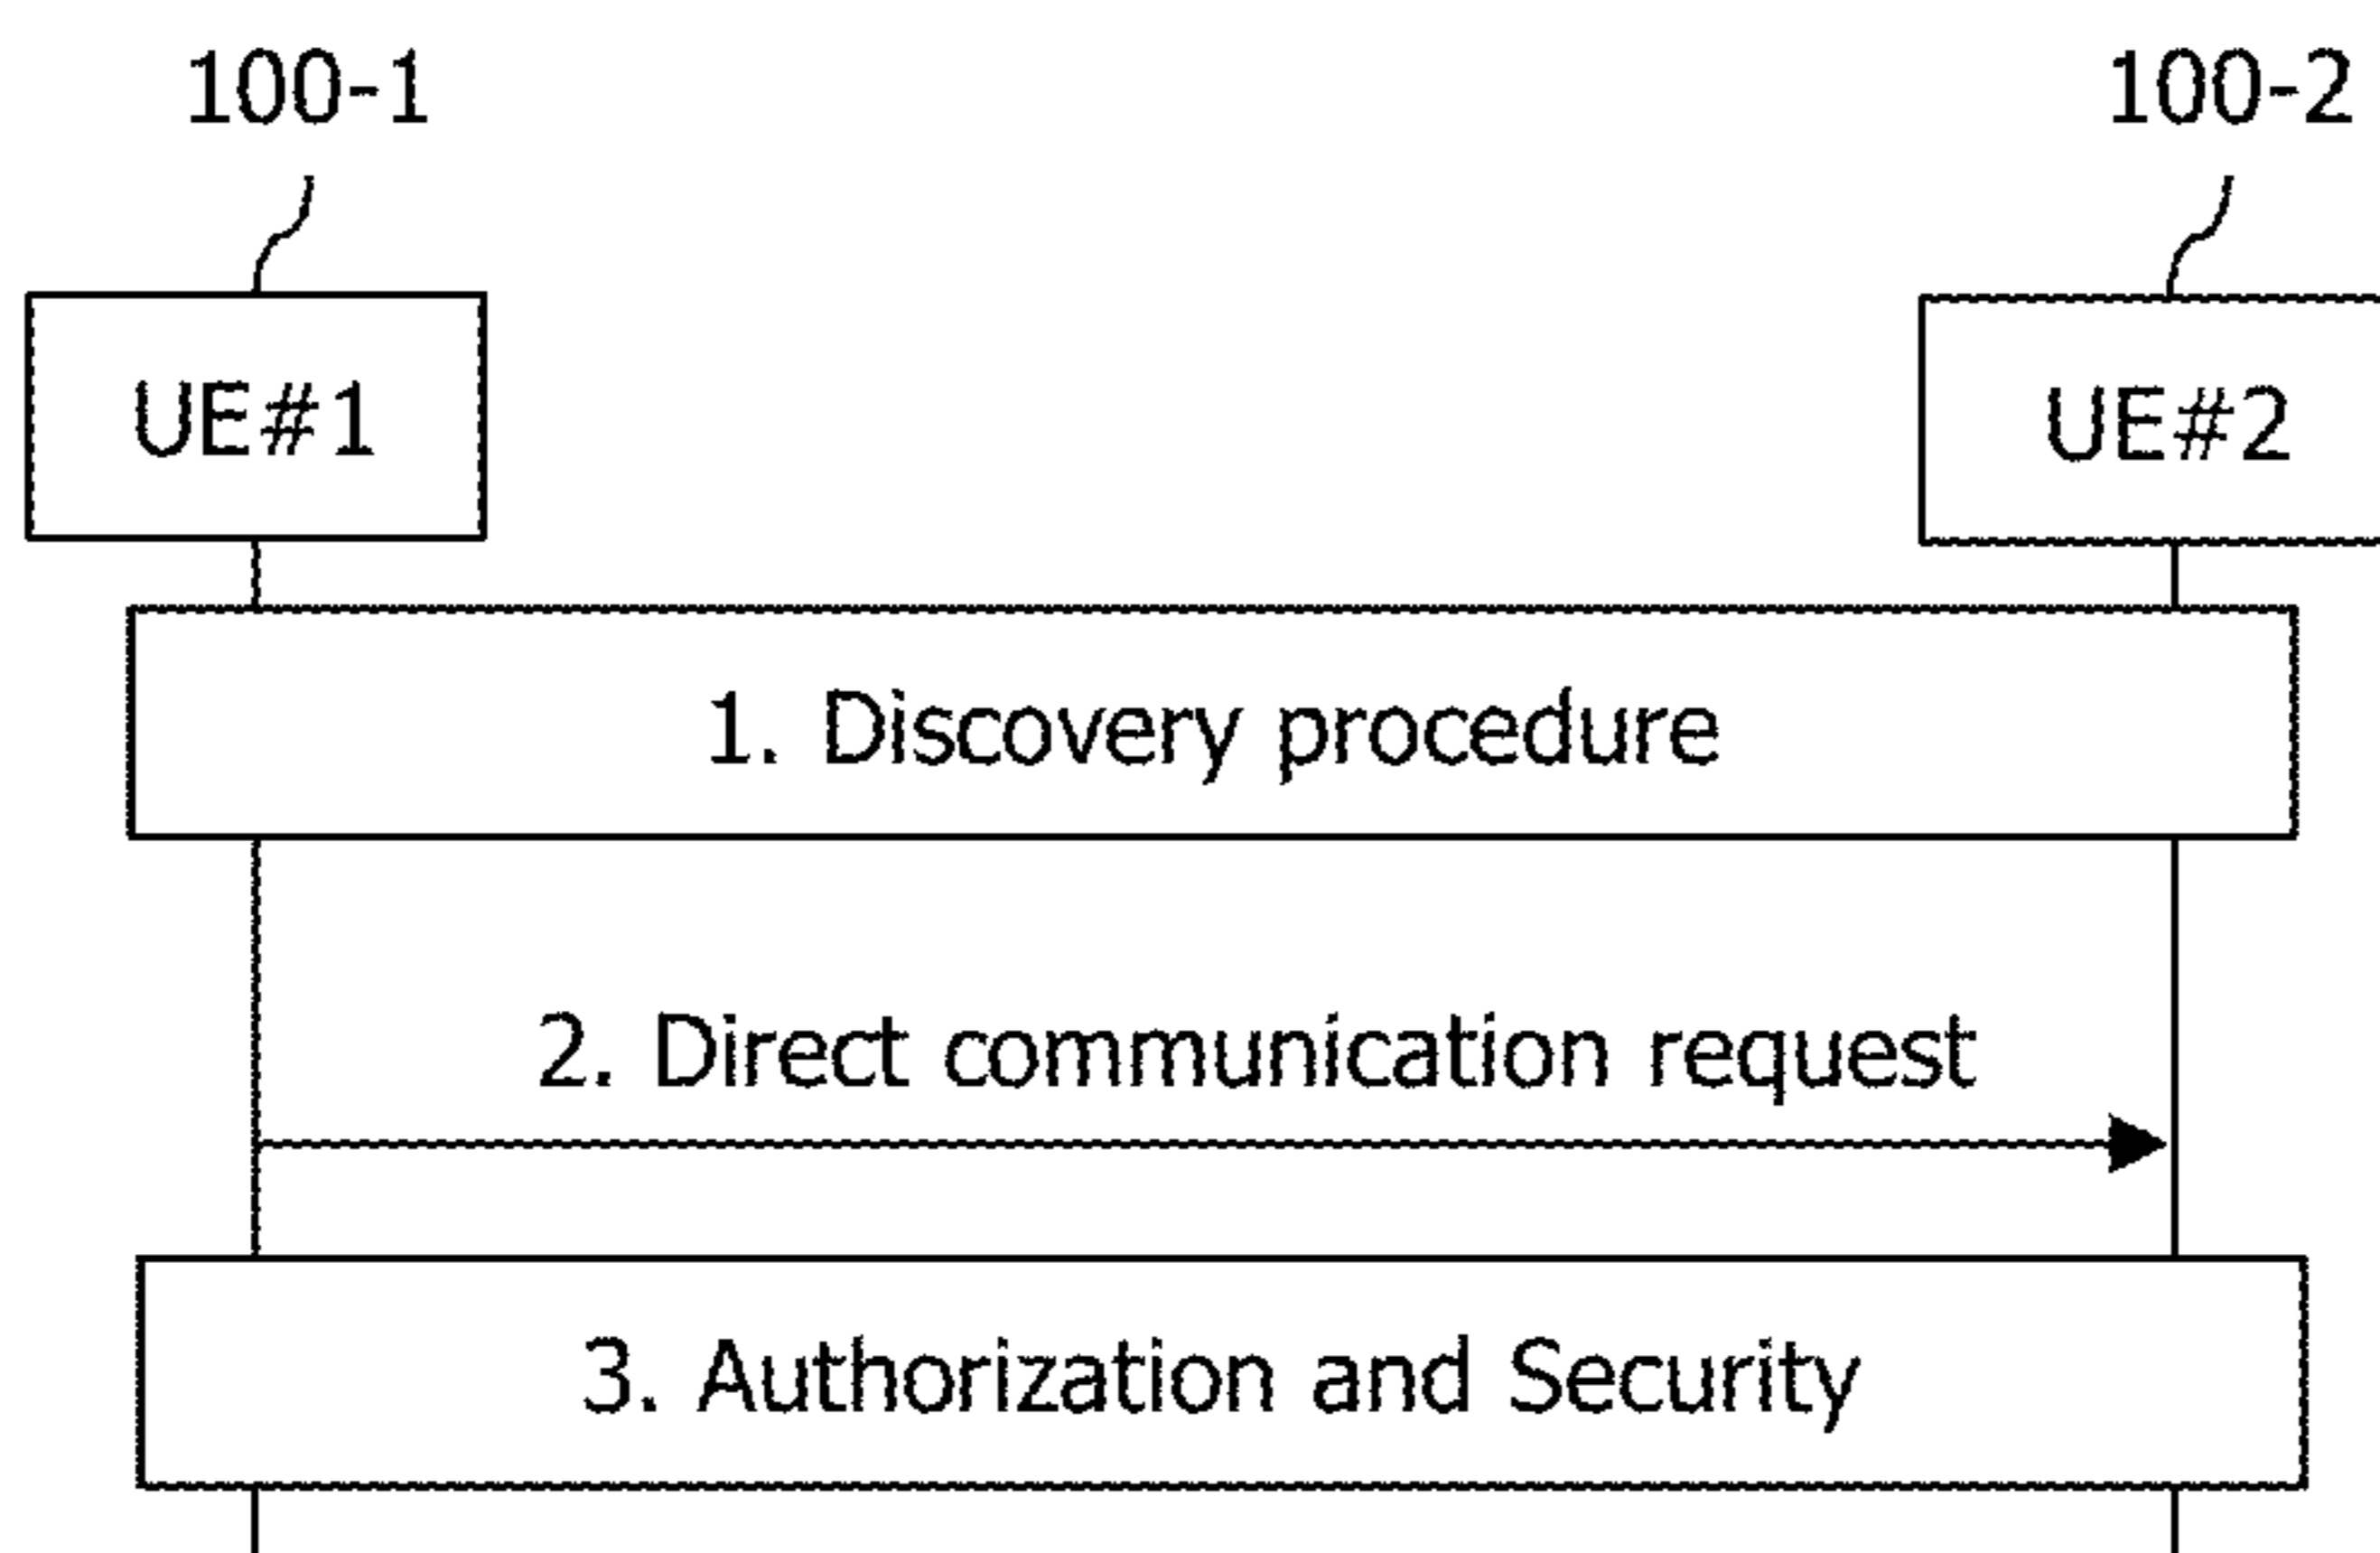 100-1
100-2
UE#1
UE#2
1. Discovery procedure
2. Direct communication request
3. Authorization and Security